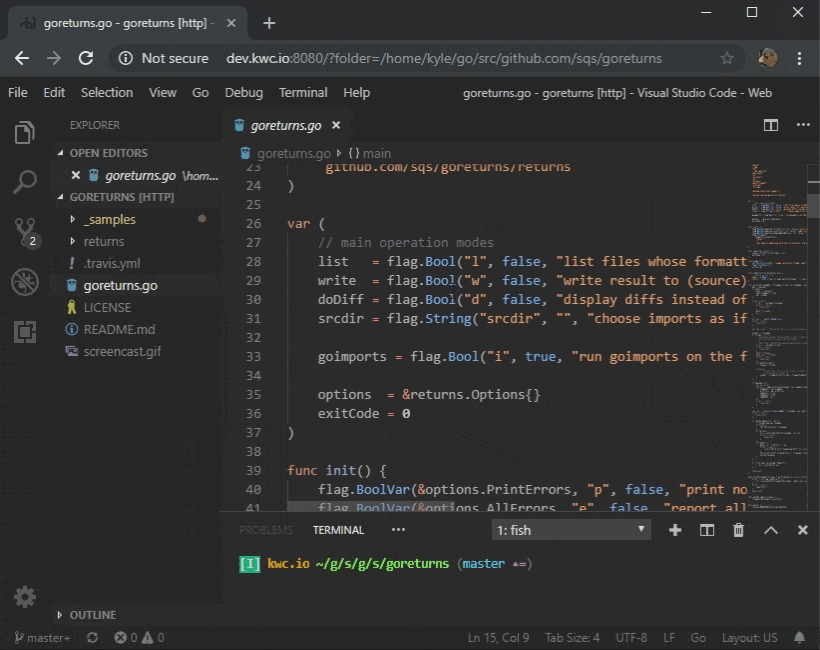 goreturns.go - goreturns [http] -
Not secure dev.kwc.io:8080/?folder=/home/kyle/go/src/github.com/sqs/goreturns
File Edit Selection View Go Debug Terminal Help goreturns.go - goreturns [http] - Visual Studio Code - Web
EXPLORER
OPEN EDITORS
goreturns.go \hom...
GORETURNS [HTTP]
_samples
returns
.travis.yml
goreturns.go
LICENSE
README.md
screencast.gif
2
OUTLINE
goreturns.go
goreturns.go {} main
23 github.com/sqs/goreturns/returns
24 )
25
26 var (
27 // main operation modes
28 list = flag.Bool("l", false, "list files whose formatt
29 write = flag.Bool("w", false, "write result to (source)
30 doDiff = flag.Bool("d", false, "display diffs instead of
31 srcdir = flag.String("srcdir", "", "choose imports as if
32
33 goimports = flag.Bool("i", true, "run goimports on the f
34
35 options = &returns.Options{}
36 exitCode = 0
37 )
38
39 func init() {
40 flag.BoolVar(&options.PrintErrors, "p", false, "print no
41 flag.BoolVar(&options.AllErrors, "e", false, "report all
PROBLEMS TERMINAL ••• 1: fish
[I] kwc.io ~/g/s/g/s/goreturns (master *=)
master+ 0 0 Ln 15, Col 9 Tab Size: 4 UTF-8 LF Go Layout: US